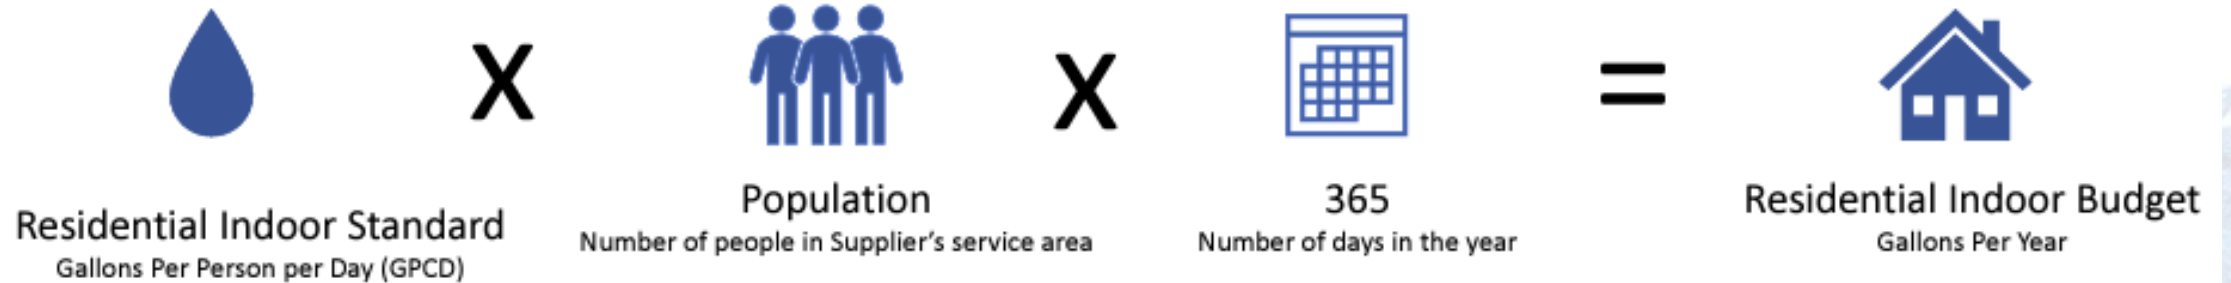 X
X
=
Residential Indoor Standard
Gallons Per Person per Day (GPCD)
Population
Number of people in Supplier's service area
365
Number of days in the year
Residential Indoor Budget
Gallons Per Year